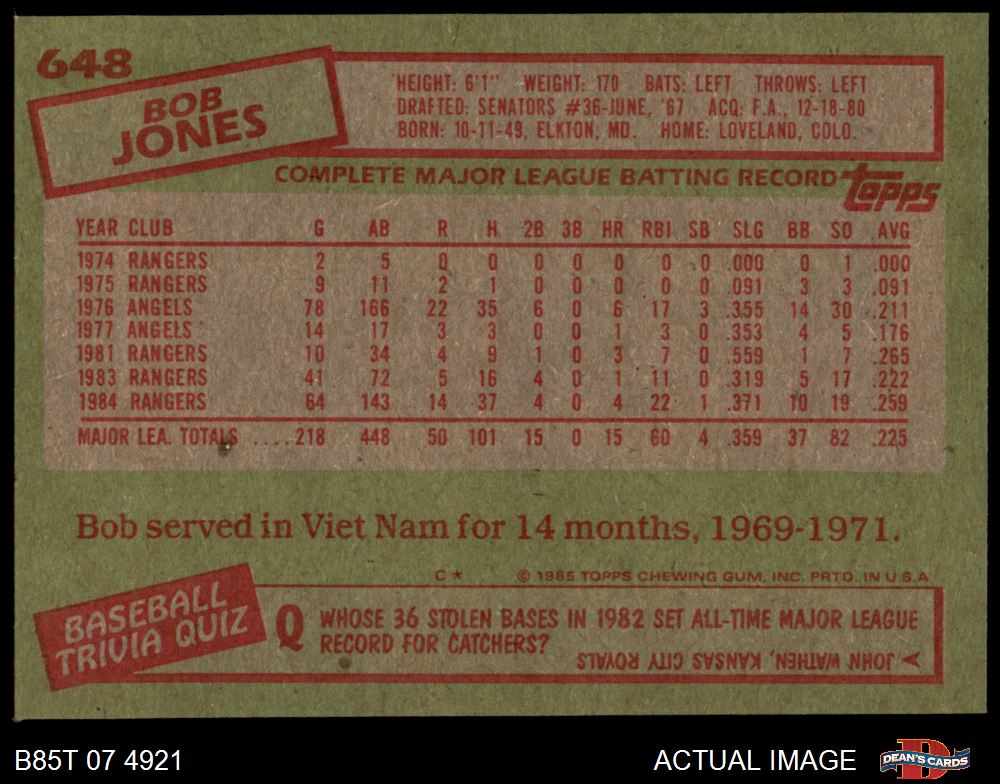 648
BOB
JONES
HEIGHT: 6'1" WEIGHT: 170 BATS: LEFT THROWS: LEFT
DRAFTED: SENATORS #36-JUNE, '67 ACQ: F.A., 12-18-80
BORN: 10-11-49, ELKTON, MD. HOME: LOVELAND, COLO.
COMPLETE MAJOR LEAGUE BATTING RECORD topps
YEAR CLUB G AB R H 2B 3B HR RBI SB SLG BB SO AVG
1974 RANGERS 2 5 0 0 0 0 0 0 0 .000 0 1 .000
1975 RANGERS 9 11 2 1 0 0 0 0 0 .091 3 3 .091
1976 ANGELS 78 166 22 35 6 0 6 17 3 .355 14 30 .211
1977 ANGELS 14 17 3 3 0 0 1 3 0 .353 4 5 .176
1981 RANGERS 10 34 4 9 1 0 3 7 0 .559 1 7 .265
1983 RANGERS 41 72 5 16 4 0 1 11 0 .319 5 17 .222
1984 RANGERS 64 143 14 37 4 0 4 22 1 .371 10 19 .259
MAJOR LEA. TOTALS ....218 448 50 101 15 0 15 60 4 .359 37 82 .225
Bob served in Viet Nam for 14 months, 1969-1971.
C* © 1985 TOPPS CHEWING GUM, INC. PRTD. IN U.S.A
BASEBALL
TRIVIA QUIZ
Q WHOSE 36 STOLEN BASES IN 1982 SET ALL-TIME MAJOR LEAGUE
RECORD FOR CATCHERS?
JOHN WATHEN, KANSAS CITY ROYALS
B85T 07 4921
ACTUAL IMAGE
D
DEAN'S CARDS